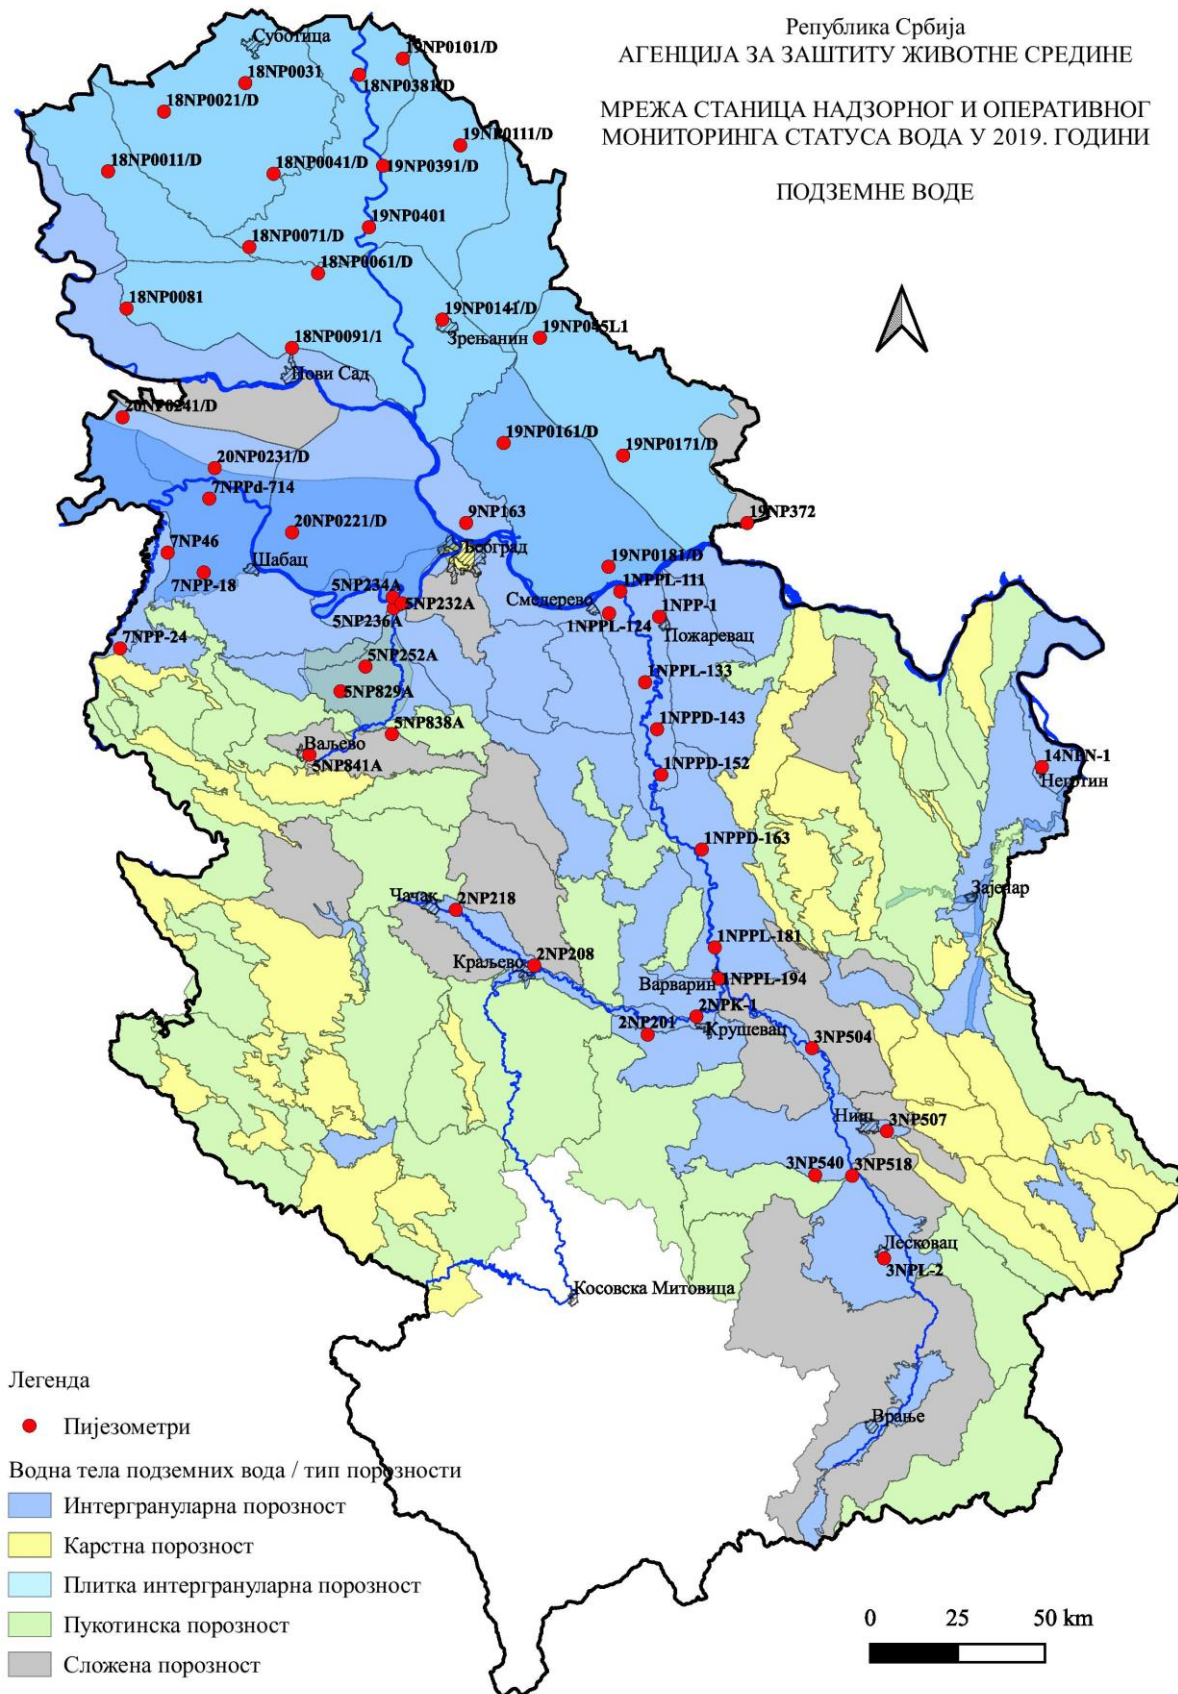 Република Србија
АГЕНЦИЈА ЗА ЗАШТИТУ ЖИВОТНЕ СРЕДИНЕ
МРЕЖА СТАНИЦА НАДЗОРНОГ И ОПЕРАТИВНОГ
МОНИТОРИНГА СТАТУСА ВОДА У 2019. ГОДИНИ
ПОДЗЕМНЕ ВОДЕ
Суботица
19NP0101/D
18NP0031
18NP0381/D
18NP0021/D
19NP0111/D
18NP0011/D
18NP0041/D
19NP0391/D
19NP0401
18NP0071/D
18NP0061/D
18NP0081
19NP0141/D
19NP045L1
Зрењанин
18NP0091/1
Нови Сад
20NP0241/D
19NP0161/D
19NP0171/D
20NP0231/D
7NPPd-714
20NP0221/D
9NP163
19NP372
7NP46
Београд
Шабац
7NPP-18
19NP0181/D
5NP234A
1NPPL-111
5NP232A
Смедерево
5NP236A
1NPPL-124
1NPP-1
Пожаревац
7NPP-24
5NP252A
1NPPL-133
5NP829A
1NPPD-143
5NP838A
Ваљево
5NP841A
1NPPD-152
14NPN-1
Неготин
1NPPD-163
Зајечар
Чачак
2NP218
1NPPL-181
2NP208
Краљево
Варварин
1NPPL-194
2NPK-1
2NP201
Крушевац
3NP504
Ниш
3NP507
3NP540
3NP518
Лесковац
3NPL-2
Косовска Митовица
Врање
Легенда
Пијезометри
Водна тела подземних вода / тип порозности
Интергрануларна порозност
Карстна порозност
Плитка интергрануларна порозност
Пукотинска порозност
Сложена порозност
0 25 50 km